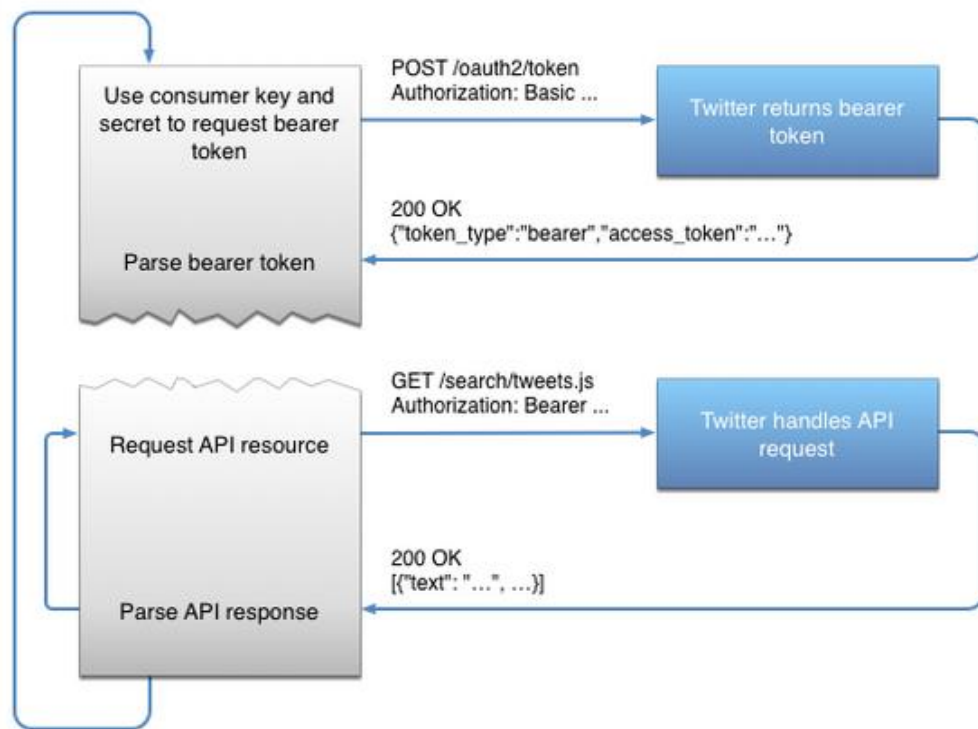 Use consumer key and
secret to request bearer
token
POST /oauth2/token
Authorization: Basic ...
Twitter returns bearer
token
200 OK
{"token_type":"bearer","access_token":"..."}
Parse bearer token
GET /search/tweets.js
Authorization: Bearer ...
Request API resource
Twitter handles API
request
200 OK
[{"text": "...", ...}]
Parse API response